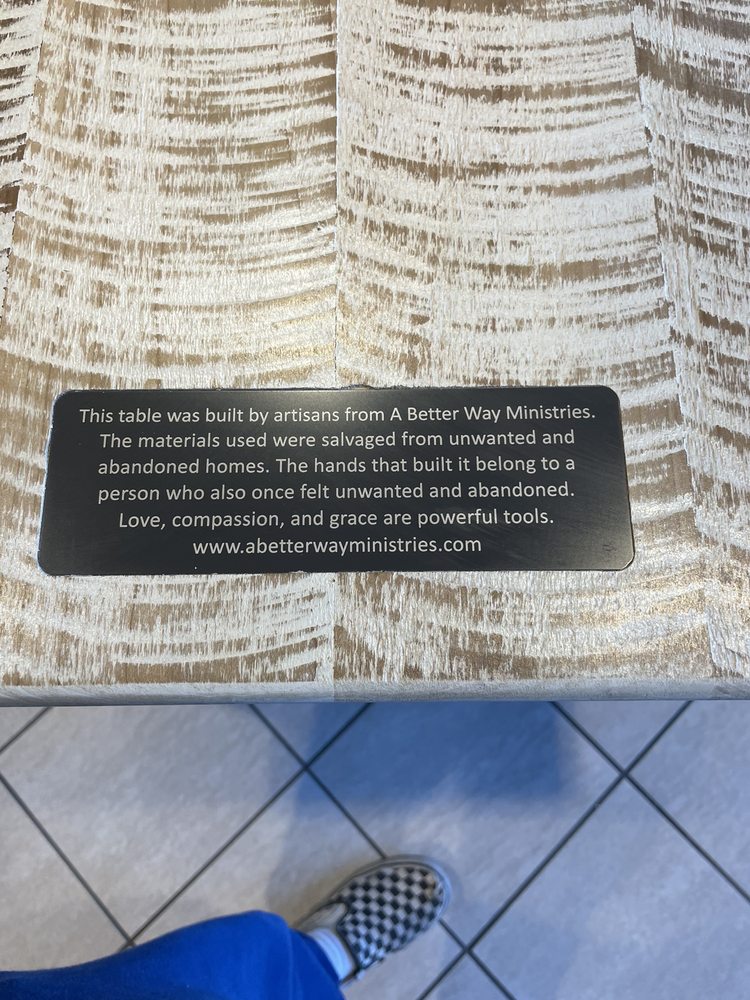 This table was built by artisans from A Better Way Ministries.
The materials used were salvaged from unwanted and
abandoned homes. The hands that built it belong to a
person who also once felt unwanted and abandoned.
Love, compassion, and grace are powerful tools.
www.abetterwayministries.com